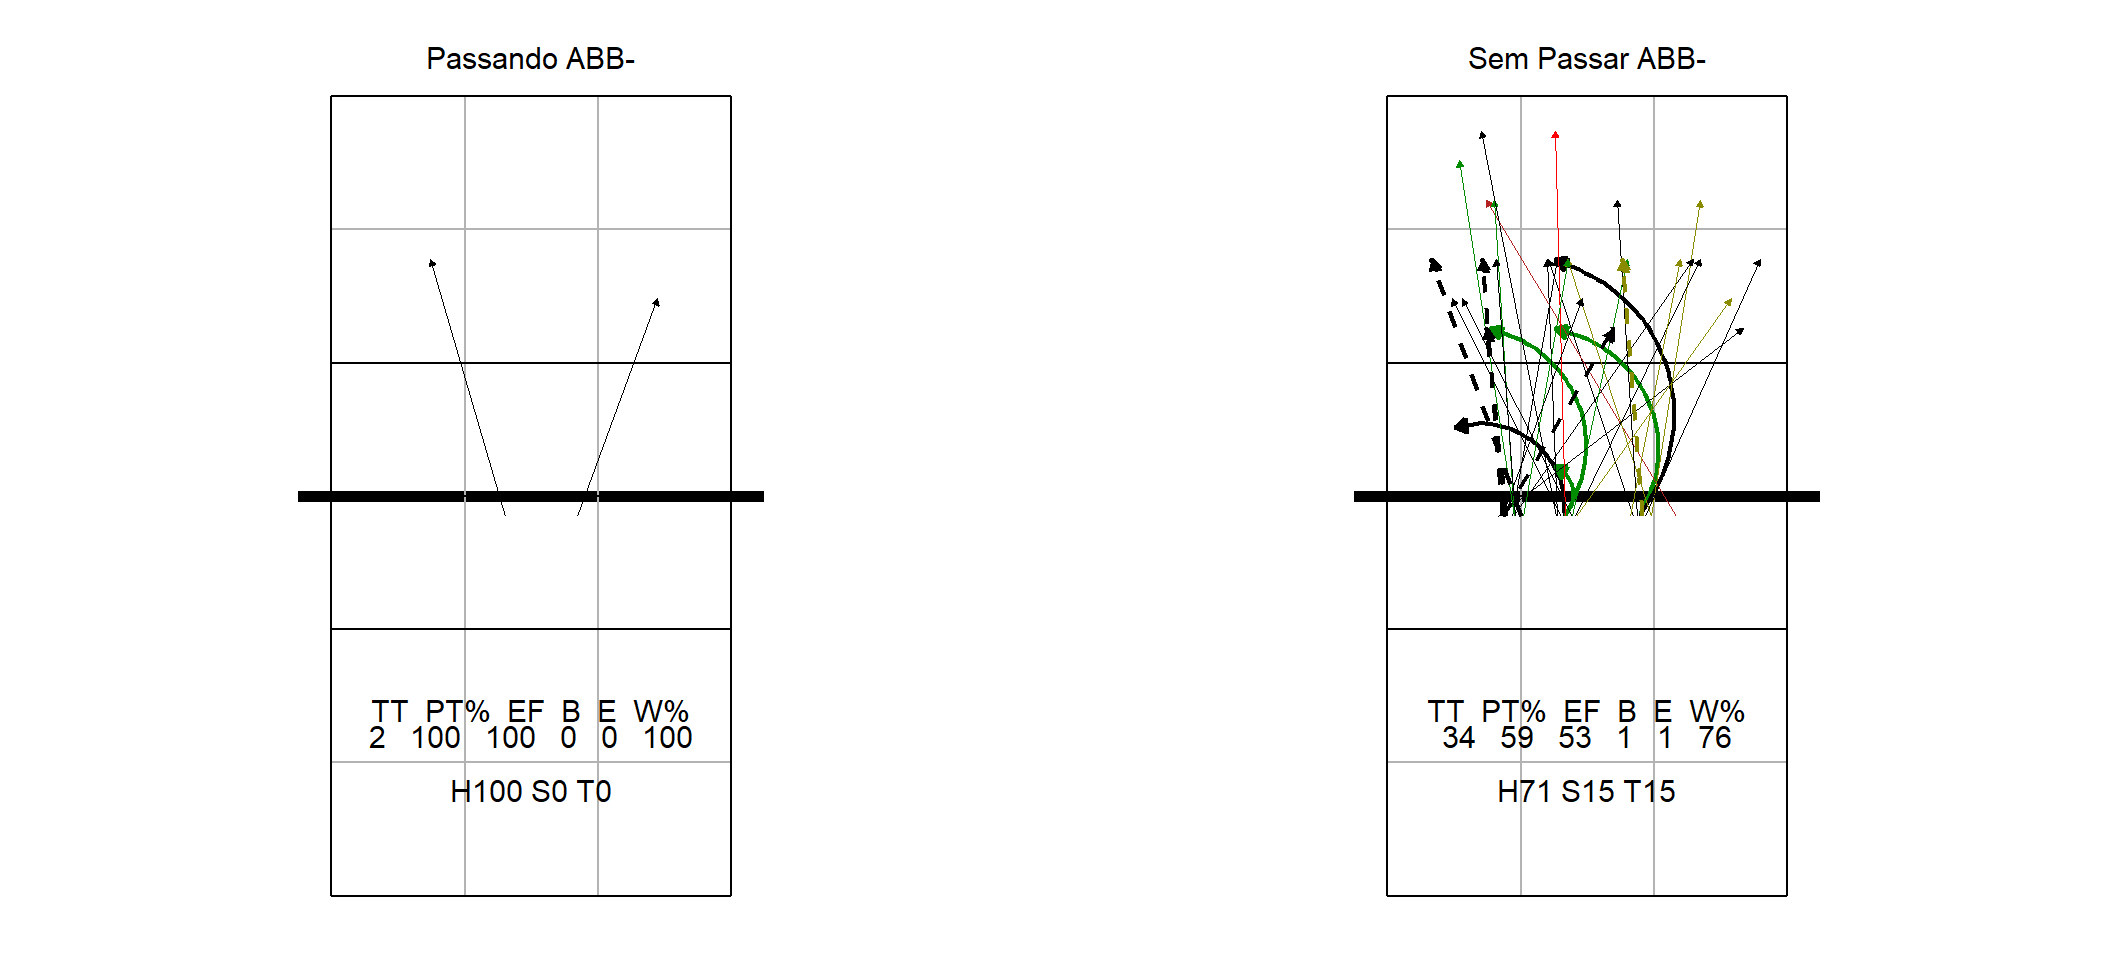 Passando ABB-
TT PT% EF B E W%
2 100 100 0 0 100
H100 S0 T0
Sem Passar ABB-
TT PT% EF B E W%
34 59 53 1 1 76
H71 S15 T15